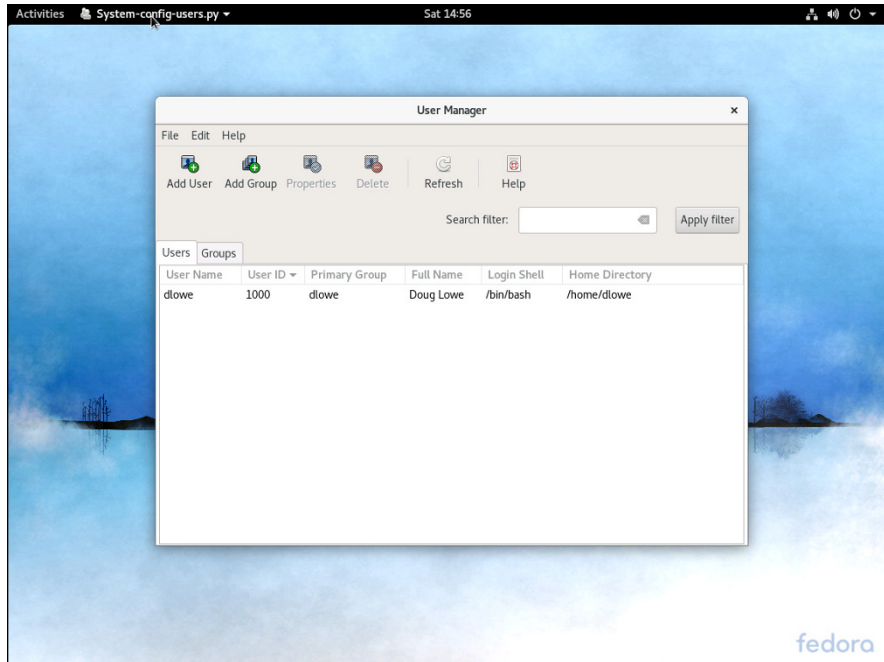 Activities System-config-users.py Sat 14:56
User Manager
File Edit Help
Add User Add Group Properties Delete Refresh Help
Search filter: Apply filter
Users Groups
User Name User ID Primary Group Full Name Login Shell Home Directory
dlowe 1000 dlowe Doug Lowe /bin/bash /home/dlowe
fedora